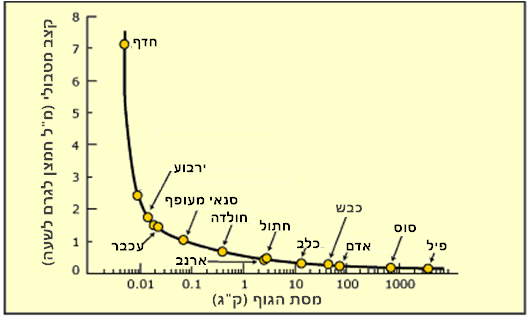 קצב מטבולי (מ"ל חמצן לגרם לשעה)
8
7
6
5
4
3
2
1
0
חדף
ירבוע
סנאי מעופף
עכבר
חולדה
ארנב
חתול
כלב
כבש
אדם
סוס
פיל
0.01 0.1 1 10 100 1000
מסת הגוף (ק"ג)